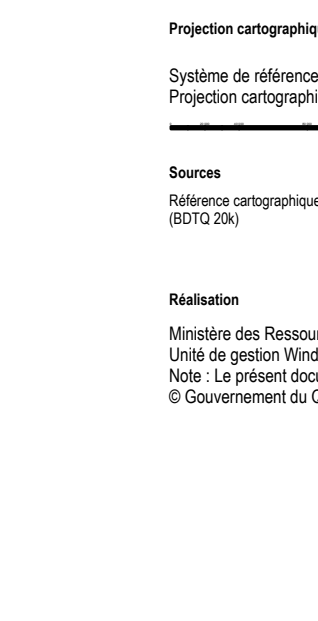 Projection cartographiqu
Système de référence
Projection cartographi
Sources
Référence cartographique
(BDTQ 20k)
Réalisation
Ministère des Ressour
Unité de gestion Wind
Note : Le présent docu
© Gouvernement du Q